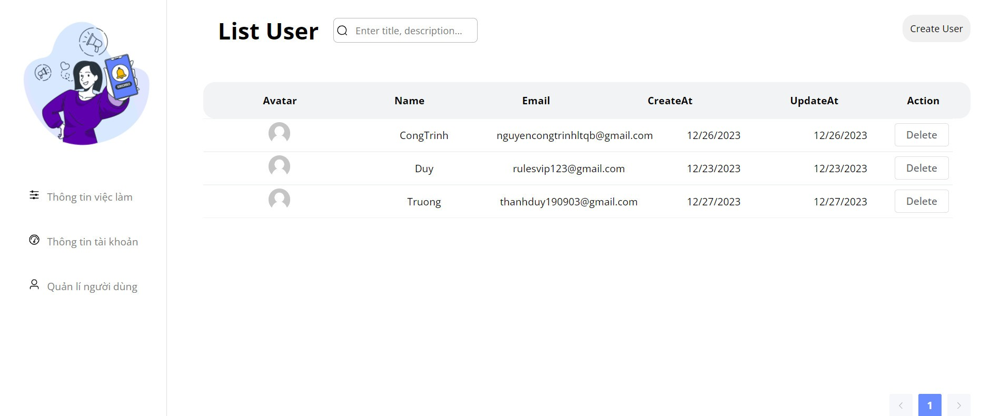 List User
Enter title, description...
Create User
SUBSCRIBED
Avatar Name Email CreateAt UpdateAt Action
CongTrinh nguyencongtrinhltqb@gmail.com 12/26/2023 12/26/2023 Delete
Duy rulesvip123@gmail.com 12/23/2023 12/23/2023 Delete
Truong thanhduy190903@gmail.com 12/27/2023 12/27/2023 Delete
Thông tin việc làm
Thông tin tài khoản
Quản lí người dùng
1